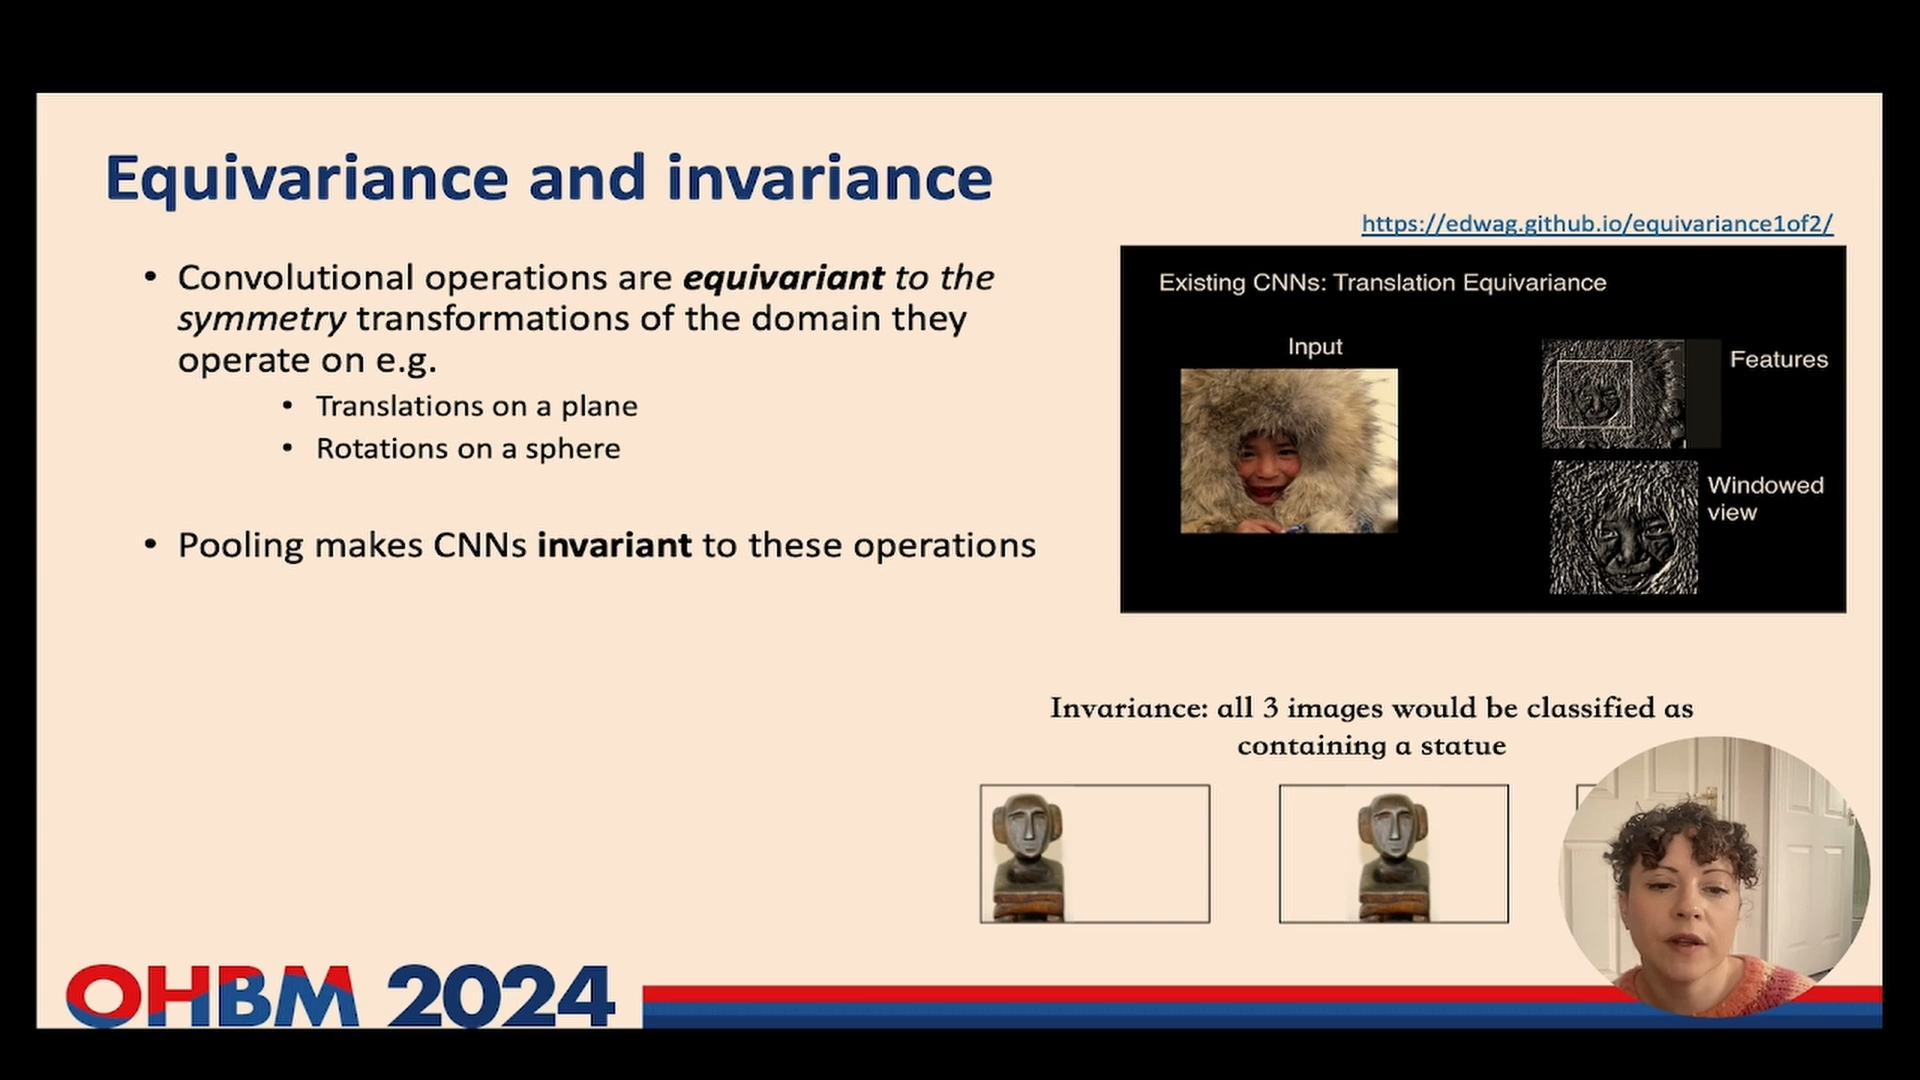 Equivariance and invariance
https://edwag.github.io/equivariance1of2/
• Convolutional operations are equivariant to the
symmetry transformations of the domain they
operate on e.g.
• Translations on a plane
• Rotations on a sphere
• Pooling makes CNNs invariant to these operations
Existing CNNs: Translation Equivariance
Input
Features
Windowed
view
Invariance: all 3 images would be classified as
containing a statue
OHBM 2024